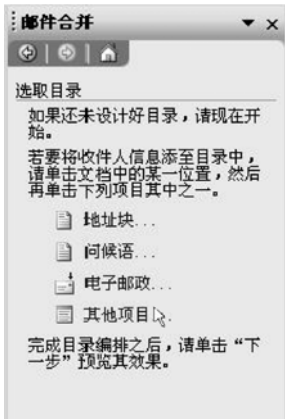 邮件合并
选取目录
如果还未设计好目录，请现在开
始。
若要将收件人信息添至目录中，
请单击文档中的某一位置，然后
再单击下列项目其中之一。
地址块...
问候语...
电子邮政...
其他项目...
完成目录编排之后，请单击“下
一步”预览其效果。